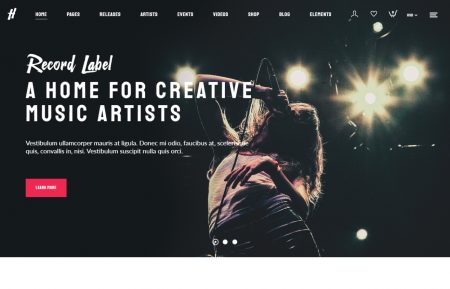 H
HOME PAGES RELEASES ARTISTS EVENTS VIDEOS SHOP BLOG ELEMENTS
Record Label
A HOME FOR CREATIVE
MUSIC ARTISTS
Vestibulum ullamcorper mauris at ligula. Donec mi odio, faucibus at, scelerisque
quis, convallis in, nisi. Vestibulum suscipit nulla quis orci.
LEARN MORE